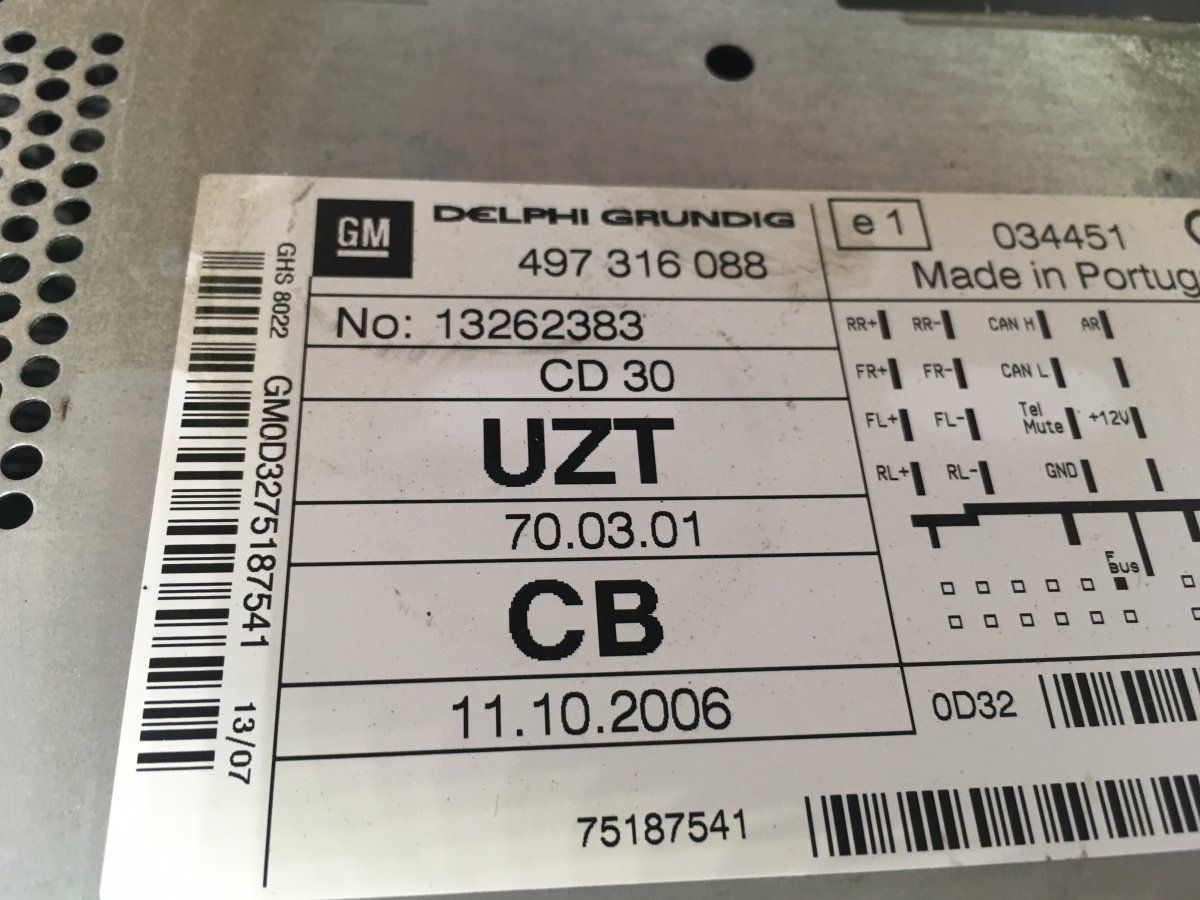 GM
DELPHI GRUNDIG
497 316 088
No: 13262383
CD 30
UZT
70.03.01
CB
11.10.2006
75187541
GHS 8022
GM0D3275187541
13/07
e1
034451
Made in Portug
RR+ RR- CAN H AR
FR+ FR- CAN L
FL+ FL- Tel Mute +12V
RL+ RL- GND
F Bus
0D32